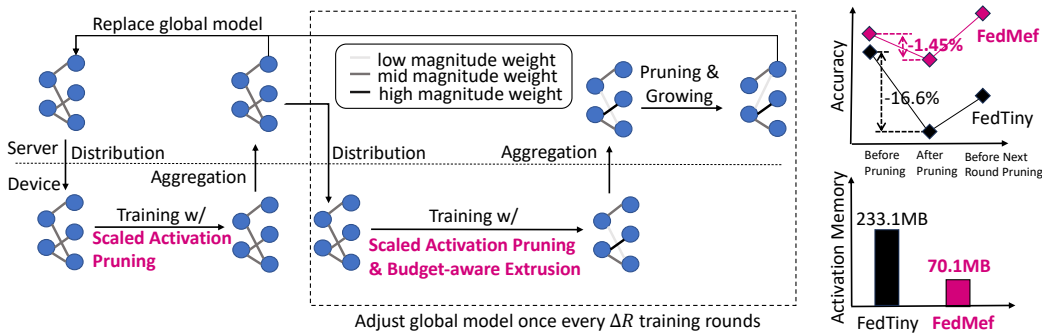 Replace global model
low magnitude weight
mid magnitude weight
high magnitude weight
Pruning &
Growing
Server
Distribution
Distribution
Aggregation
Device
Aggregation
Training w/
Scaled Activation
Pruning
Training w/
Scaled Activation Pruning
& Budget-aware Extrusion
Adjust global model once every ΔR training rounds
Accuracy
-1.45%
FedMef
-16.6%
FedTiny
Before
Pruning
After
Pruning
Before Next
Round Pruning
Activation Memory
233.1MB
70.1MB
FedTiny
FedMef